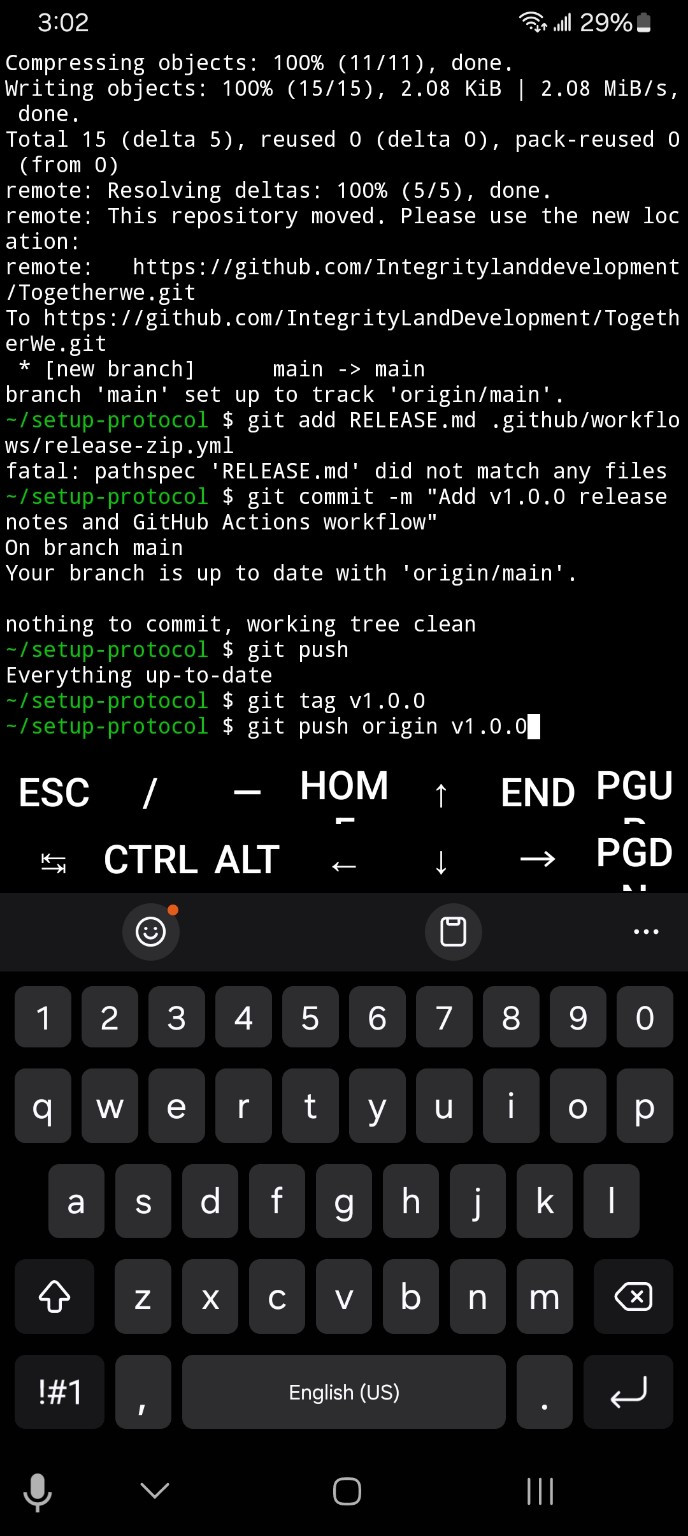 3:02 29%
Compressing objects: 100% (11/11), done.
Writing objects: 100% (15/15), 2.08 KiB | 2.08 MiB/s,
 done.
Total 15 (delta 5), reused 0 (delta 0), pack-reused 0
 (from 0)
remote: Resolving deltas: 100% (5/5), done.
remote: This repository moved. Please use the new loc
ation:
remote:   https://github.com/Integritylanddevelopment
/Togetherwe.git
To https://github.com/IntegrityLandDevelopment/Togeth
erWe.git
 * [new branch]      main -> main
branch 'main' set up to track 'origin/main'.
~/setup-protocol $ git add RELEASE.md .github/workflo
ws/release-zip.yml
fatal: pathspec 'RELEASE.md' did not match any files
~/setup-protocol $ git commit -m "Add v1.0.0 release
notes and GitHub Actions workflow"
On branch main
Your branch is up to date with 'origin/main'.

nothing to commit, working tree clean
~/setup-protocol $ git push
Everything up-to-date
~/setup-protocol $ git tag v1.0.0
~/setup-protocol $ git push origin v1.0.0
ESC / — HOM
E ↑ END PGU
P
↹ CTRL ALT ← ↓ → PGD
N
1 2 3 4 5 6 7 8 9 0
q w e r t y u i o p
a s d f g h j k l
z x c v b n m
!#1 , English (US) .